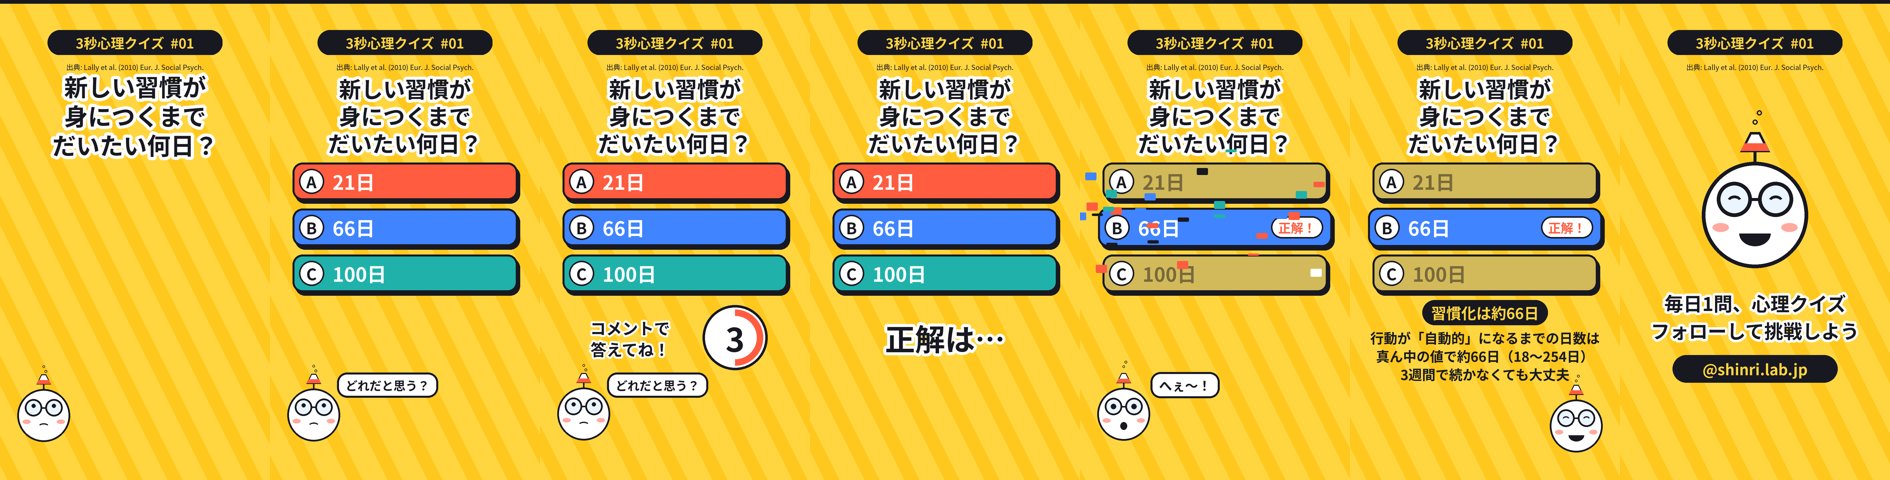 3秒心理クイズ #01
出典: Lally et al. (2010) Eur. J. Social Psych.
新しい習慣が
身につくまで
だいたい何日？
3秒心理クイズ #01
出典: Lally et al. (2010) Eur. J. Social Psych.
新しい習慣が
身につくまで
だいたい何日？
A 21日
B 66日
C 100日
どれだと思う？
3秒心理クイズ #01
出典: Lally et al. (2010) Eur. J. Social Psych.
新しい習慣が
身につくまで
だいたい何日？
A 21日
B 66日
C 100日
コメントで
答えてね！
3
どれだと思う？
3秒心理クイズ #01
出典: Lally et al. (2010) Eur. J. Social Psych.
新しい習慣が
身につくまで
だいたい何日？
A 21日
B 66日
C 100日
正解は…
3秒心理クイズ #01
出典: Lally et al. (2010) Eur. J. Social Psych.
新しい習慣が
身につくまで
だいたい何日？
A 21日
B 66日 正解！
C 100日
へぇ〜！
3秒心理クイズ #01
出典: Lally et al. (2010) Eur. J. Social Psych.
新しい習慣が
身につくまで
だいたい何日？
A 21日
B 66日 正解！
C 100日
習慣化は約66日
行動が「自動的」になるまでの日数は
真ん中の値で約66日（18〜254日）
3週間で続かなくても大丈夫
3秒心理クイズ #01
出典: Lally et al. (2010) Eur. J. Social Psych.
毎日1問、心理クイズ
フォローして挑戦しよう
@shinri.lab.jp